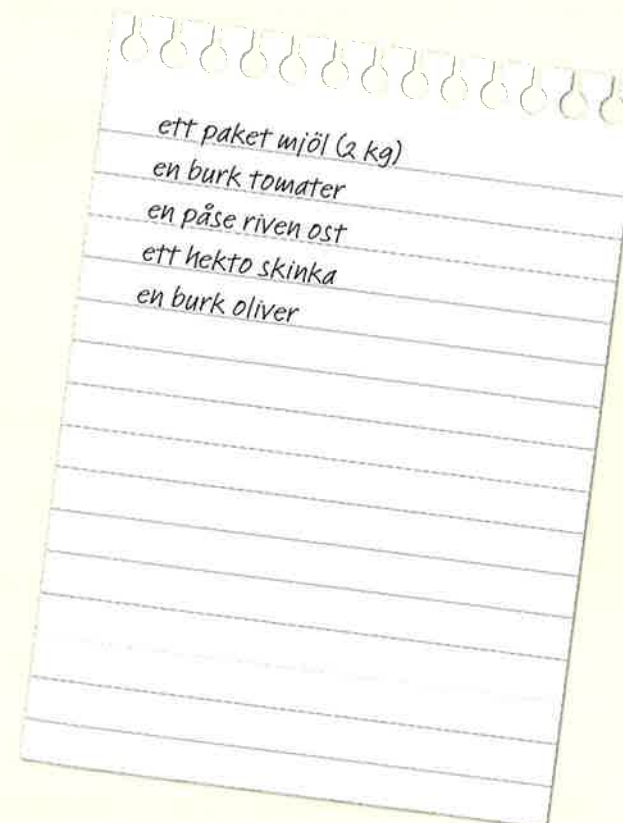 ett paket mjöl (2 kg)
en burk tomater
en påse riven ost
ett hekto skinka
en burk oliver